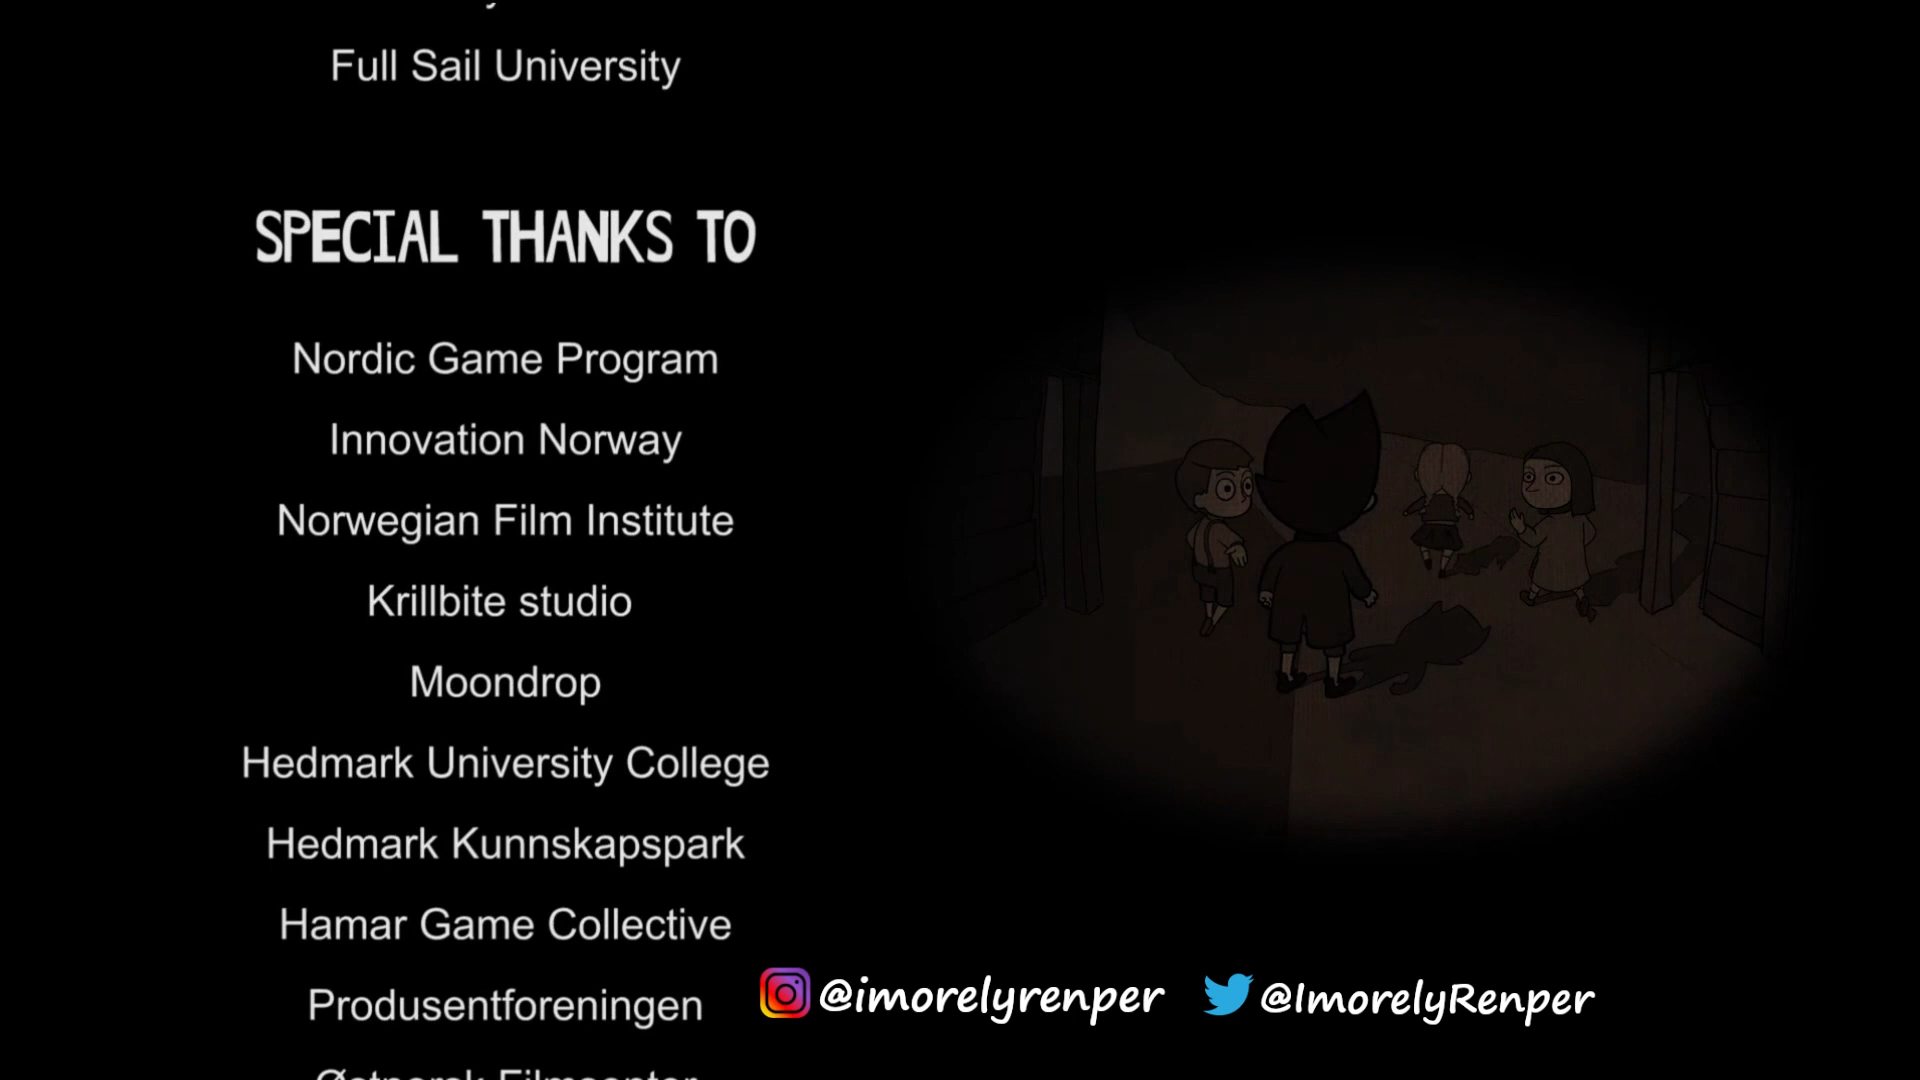 Full Sail University
SPECIAL THANKS TO
Nordic Game Program
Innovation Norway
Norwegian Film Institute
Krillbite studio
Moondrop
Hedmark University College
Hedmark Kunnskapspark
Hamar Game Collective
Produsentforeningen
@imorelyrenper
@ImorelyRenper